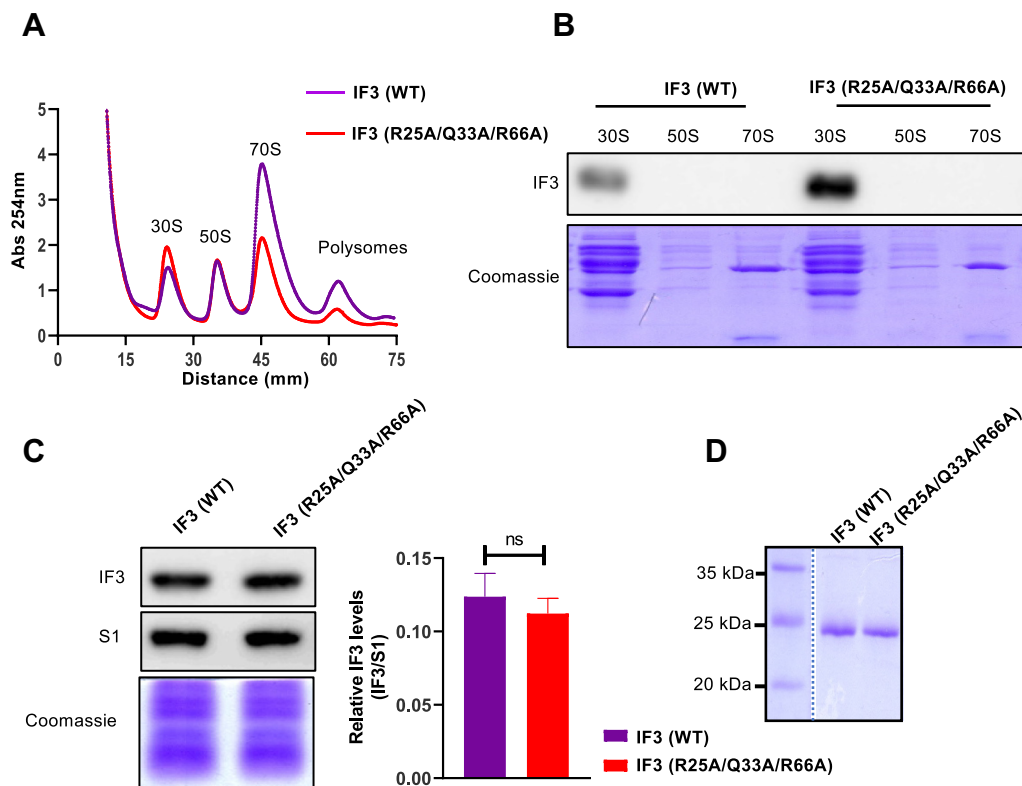 A
IF3 (WT)
IF3 (R25A/Q33A/R66A)
5
4
3
2
1
0
Abs 254nm
30S
50S
70S
Polysomes
0
15
30
45
60
75
Distance (mm)
B
IF3 (WT)
IF3 (R25A/Q33A/R66A)
30S 50S 70S 30S 50S 70S
IF3
Coomassie
C
IF3 (WT)
IF3 (R25A/Q33A/R66A)
IF3
S1
Coomassie
ns
0.15
0.10
0.05
0.00
Relative IF3 levels
(IF3/S1)
IF3 (WT)
IF3 (R25A/Q33A/R66A)
D
IF3 (WT)
IF3 (R25A/Q33A/R66A)
35 kDa
25 kDa
20 kDa